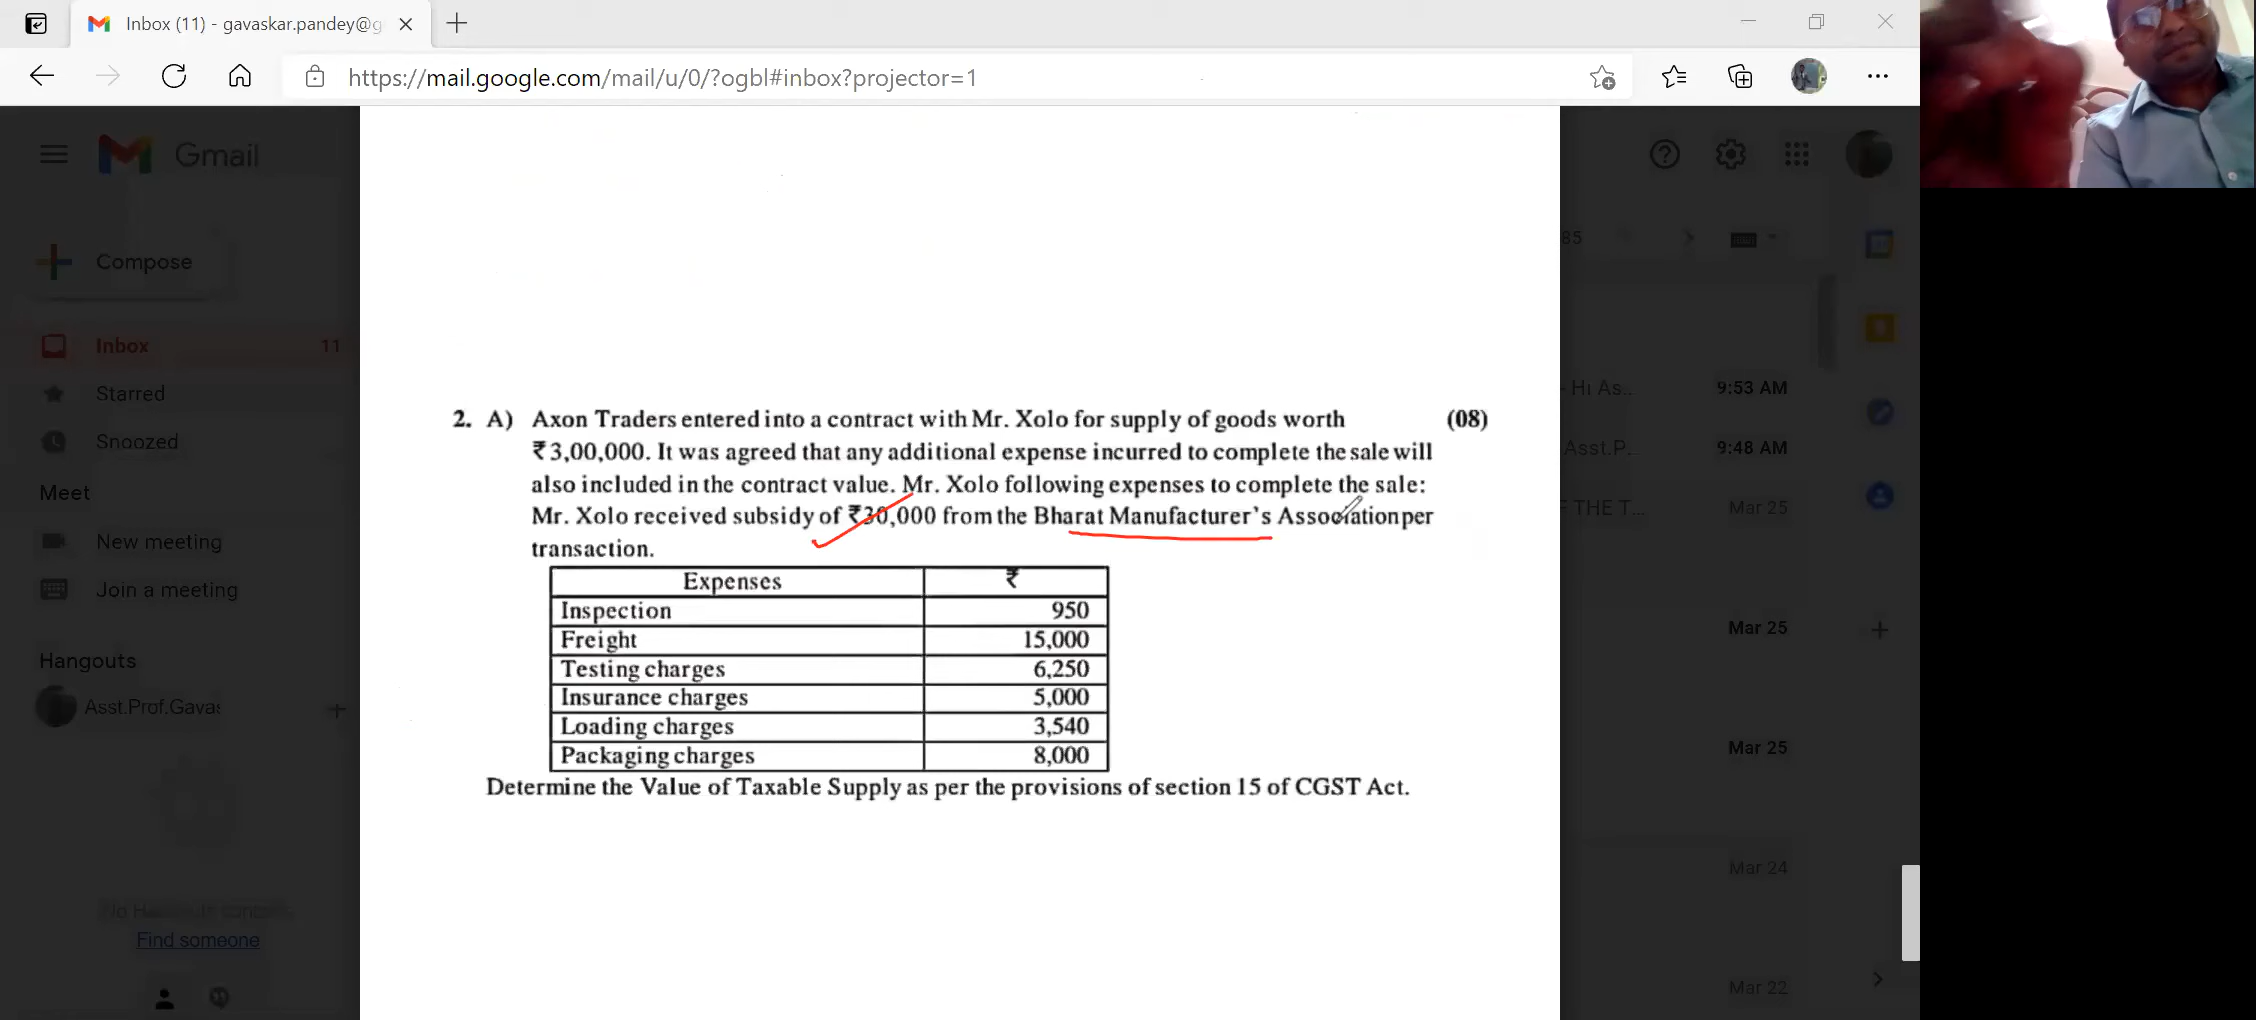 Inbox (11) - gavaskar.pandey@g
https://mail.google.com/mail/u/0/?ogbl#inbox?projector=1
Gmail
Compose
Inbox 11
Starred
Snoozed
Meet
New meeting
Join a meeting
Hangouts
Asst.Prof.Gavas
Find someone
2. A) Axon Traders entered into a contract with Mr. Xolo for supply of goods worth (08)
₹3,00,000. It was agreed that any additional expense incurred to complete the sale will
also included in the contract value. Mr. Xolo following expenses to complete the sale:
Mr. Xolo received subsidy of ₹30,000 from the Bharat Manufacturer's Association per
transaction.
Expenses ₹
Inspection 950
Freight 15,000
Testing charges 6,250
Insurance charges 5,000
Loading charges 3,540
Packaging charges 8,000
Determine the Value of Taxable Supply as per the provisions of section 15 of CGST Act.
85
- Hi As... 9:53 AM
Asst.P... 9:48 AM
F THE T... Mar 25
Mar 25
Mar 25
Mar 24
Mar 22